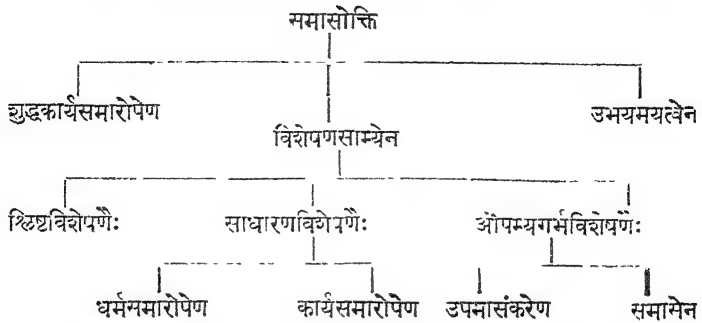 समासोक्ति
शुद्धकार्यसमारोपेण उभयमयत्वेन
विशेषणसाम्येन
श्लिष्टविशेषणैः साधारणविशेषणैः औपम्यगर्भविशेषणैः
धर्मसमारोपेण कार्यसमारोपेण उपमासंकरेण समासेन